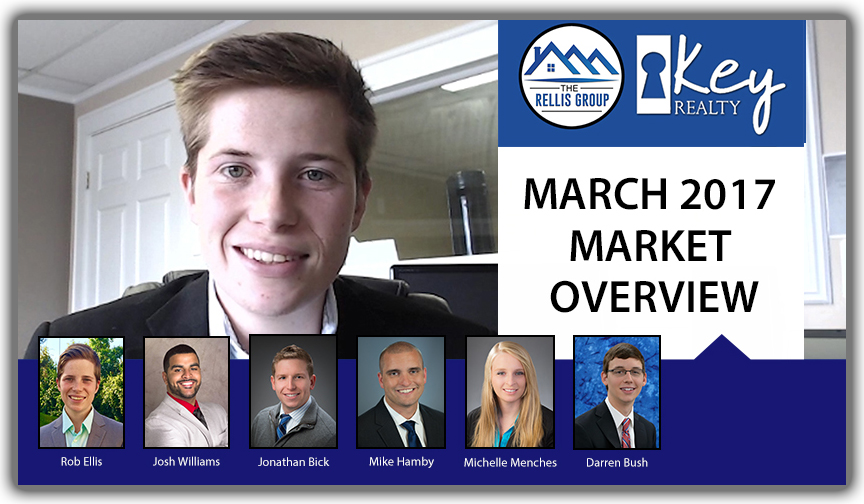 THE
RELLIS GROUP
Key
REALTY
MARCH 2017
MARKET
OVERVIEW
Rob Ellis
Josh Williams
Jonathan Bick
Mike Hamby
Michelle Menches
Darren Bush